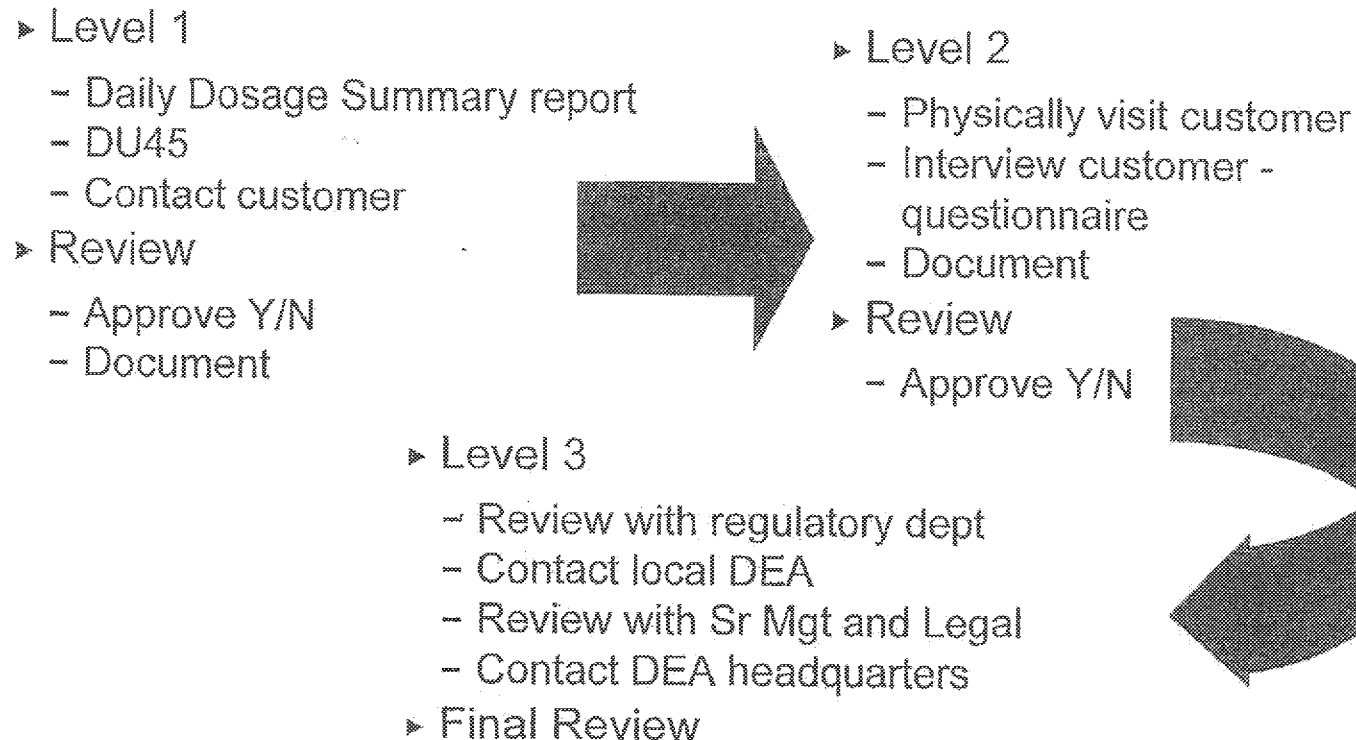 ▸ Level 1
– Daily Dosage Summary report
– DU45
– Contact customer
▸ Review
– Approve Y/N
– Document
▸ Level 2
– Physically visit customer
– Interview customer -
questionnaire
– Document
▸ Review
– Approve Y/N
▸ Level 3
– Review with regulatory dept
– Contact local DEA
– Review with Sr Mgt and Legal
– Contact DEA headquarters
▸ Final Review